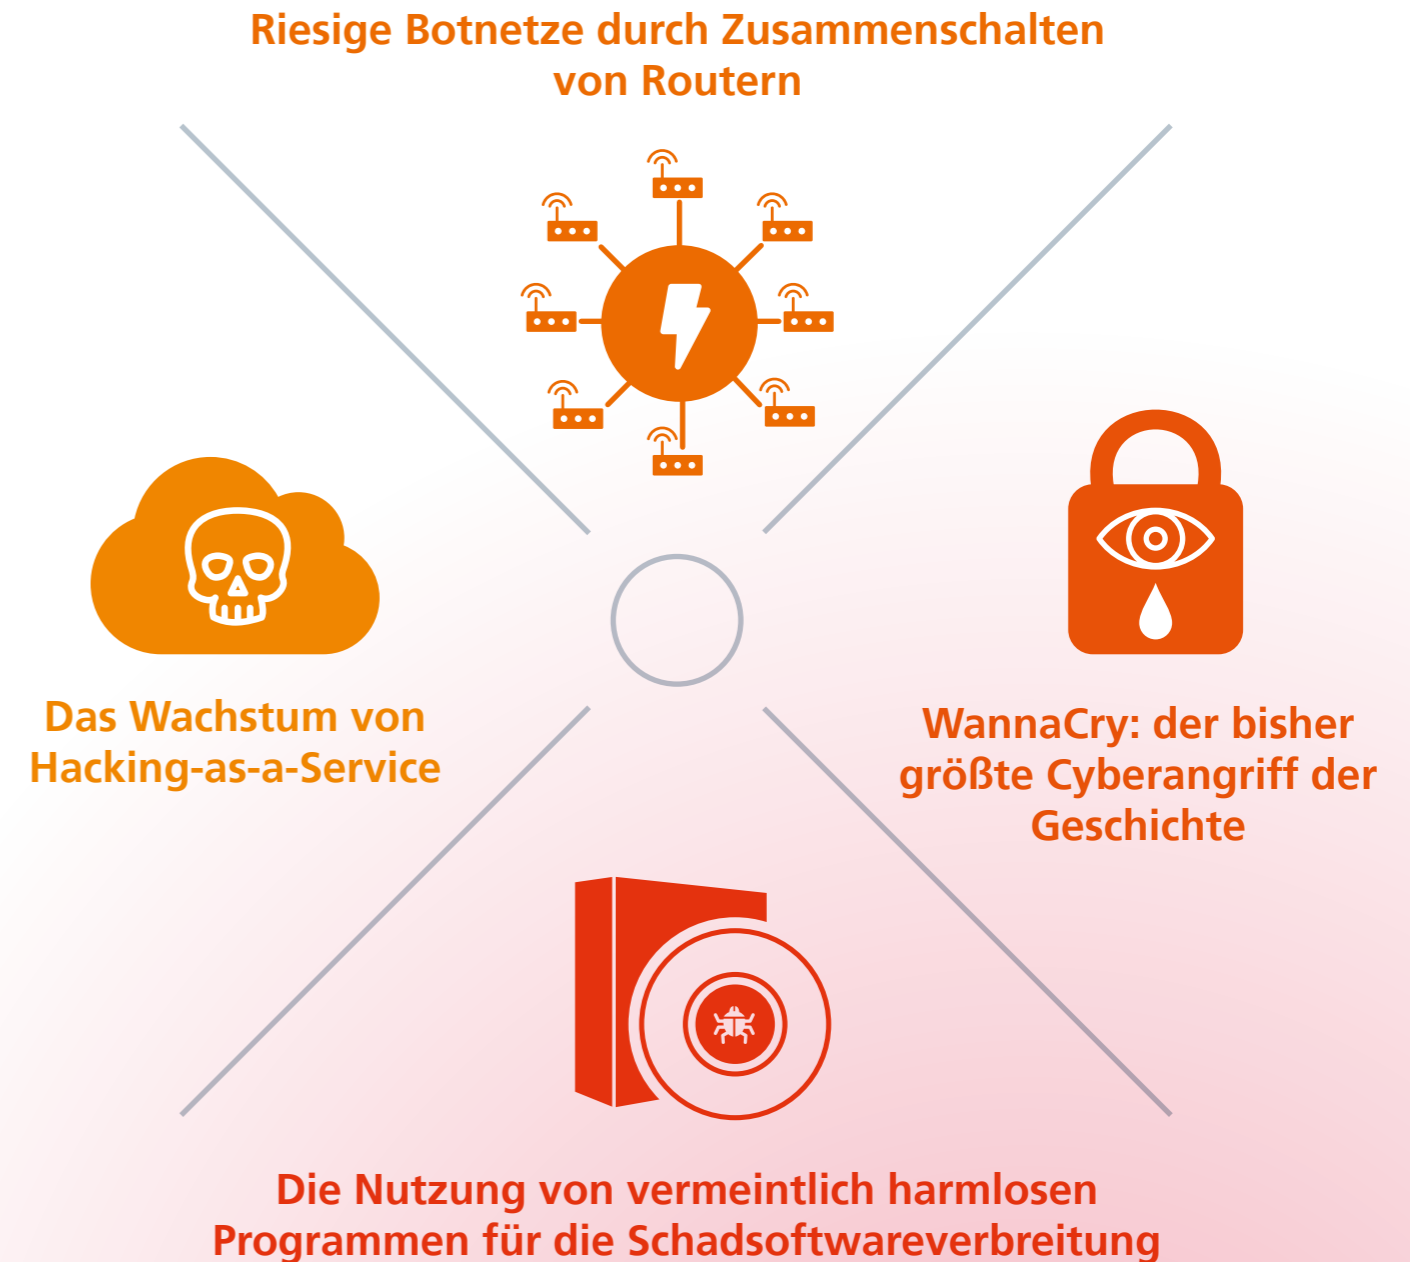 Riesige Botnetze durch Zusammenschalten
von Routern
Das Wachstum von
Hacking-as-a-Service
WannaCry: der bisher
größte Cyberangriff der
Geschichte
Die Nutzung von vermeintlich harmlosen
Programmen für die Schadsoftwareverbreitung